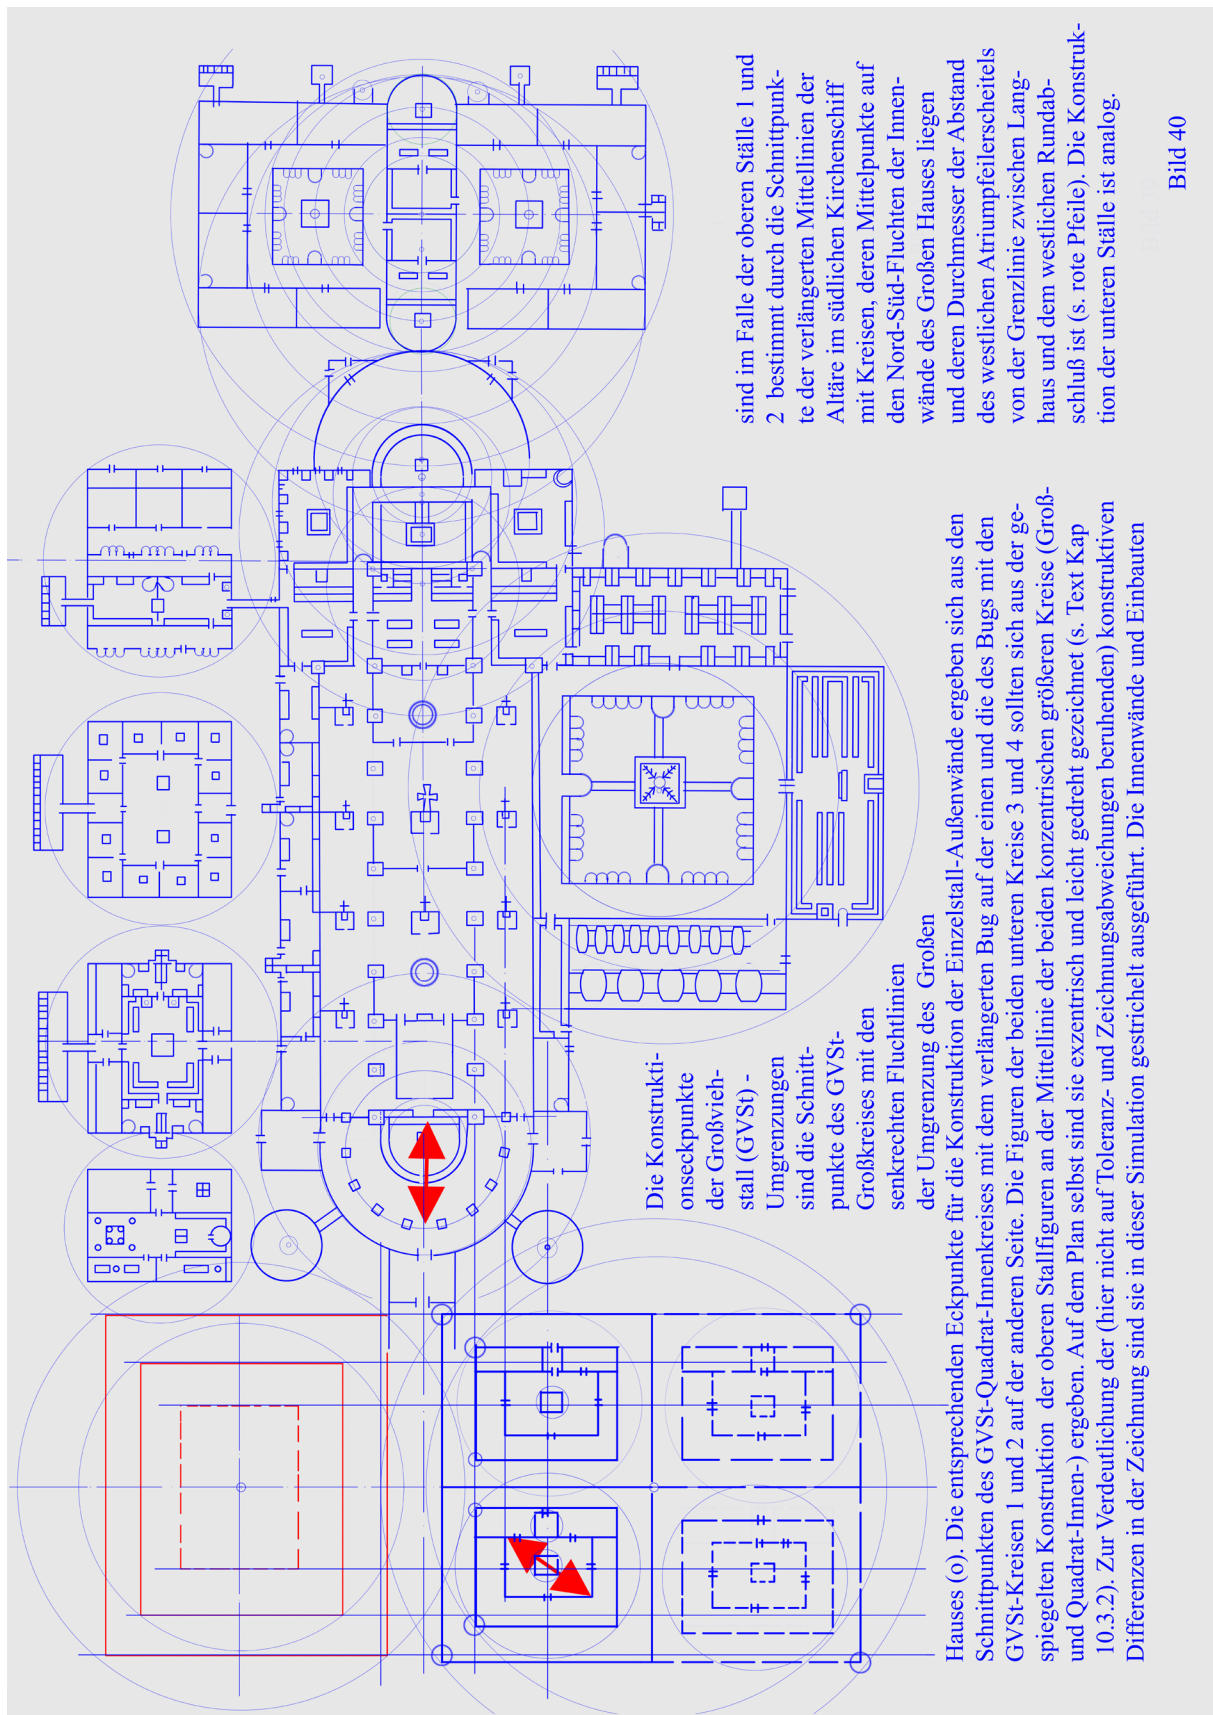 Die Konstrukti-
onseckpunkte
der Großvieh-
stall (GVSt) -
Umgrenzungen
sind die Schnitt-
punkte des GVSt-
Großkreises mit den
senkrechten Fluchtlinien
der Umgrenzung des Großen
Hauses (o). Die entsprechenden Eckpunkte für die Konstruktion der Einzelstall-Außenwände ergeben sich aus den
Schnittpunkten des GVSt-Quadrat-Innenkreises mit dem verlängerten Bug auf der einen und die des Bugs mit den
GVSt-Kreisen 1 und 2 auf der anderen Seite. Die Figuren der beiden unteren Kreise 3 und 4 sollten sich aus der ge-
spiegelten Konstruktion der oberen Stallfiguren an der Mittellinie der beiden konzentrischen größeren Kreise (Groß-
und Quadrat-Innen-) ergeben. Auf dem Plan selbst sind sie exzentrisch und leicht gedreht gezeichnet (s. Text Kap
10.3.2). Zur Verdeutlichung der (hier nicht auf Toleranz- und Zeichnungsabweichungen beruhenden) konstruktiven
Differenzen in der Zeichnung sind sie in dieser Simulation gestrichelt ausgeführt. Die Innenwände und Einbauten
sind im Falle der oberen Ställe 1 und
2 bestimmt durch die Schnittpunk-
te der verlängerten Mittellinien der
Altäre im südlichen Kirchenschiff
mit Kreisen, deren Mittelpunkte auf
den Nord-Süd-Fluchten der Innen-
wände des Großen Hauses liegen
und deren Durchmesser der Abstand
des westlichen Atriumpfeilerscheitels
von der Grenzlinie zwischen Lang-
haus und dem westlichen Rundab-
schluß ist (s. rote Pfeile). Die Konstruk-
tion der unteren Ställe ist analog.
Bild 40